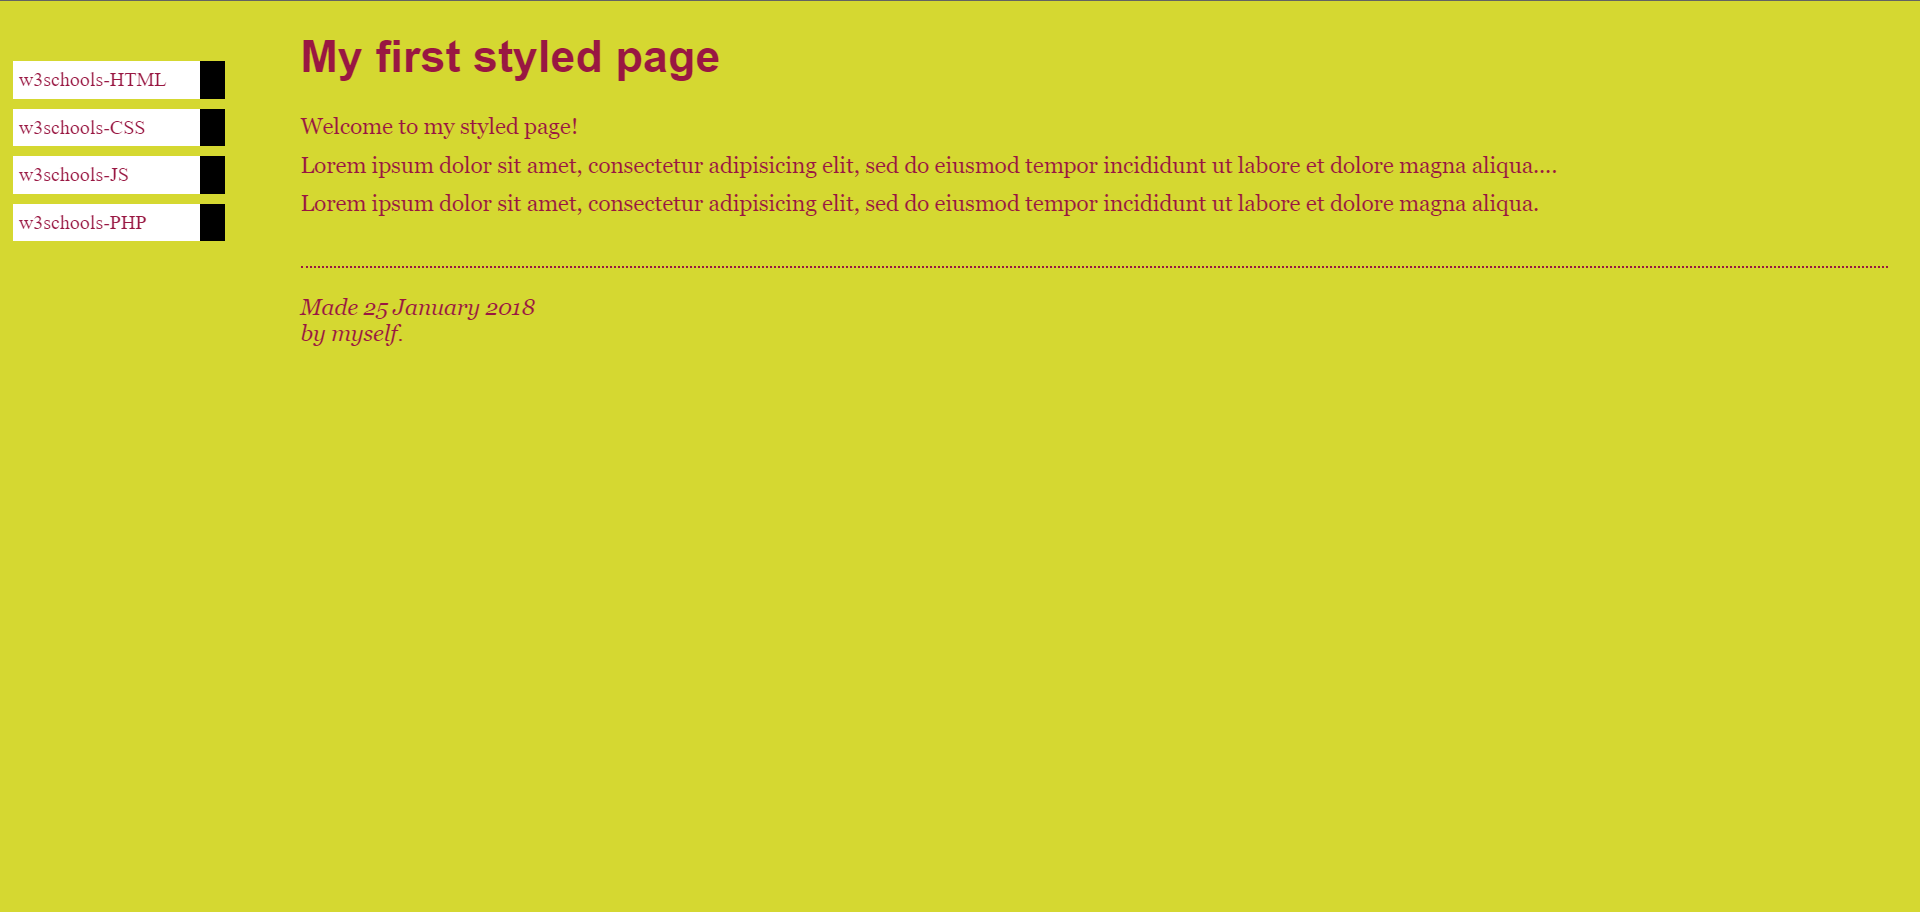 w3schools-HTML
w3schools-CSS
w3schools-JS
w3schools-PHP
My first styled page
Welcome to my styled page!
Lorem ipsum dolor sit amet, consectetur adipisicing elit, sed do eiusmod tempor incididunt ut labore et dolore magna aliqua....
Lorem ipsum dolor sit amet, consectetur adipisicing elit, sed do eiusmod tempor incididunt ut labore et dolore magna aliqua.
Made 25 January 2018
by myself.